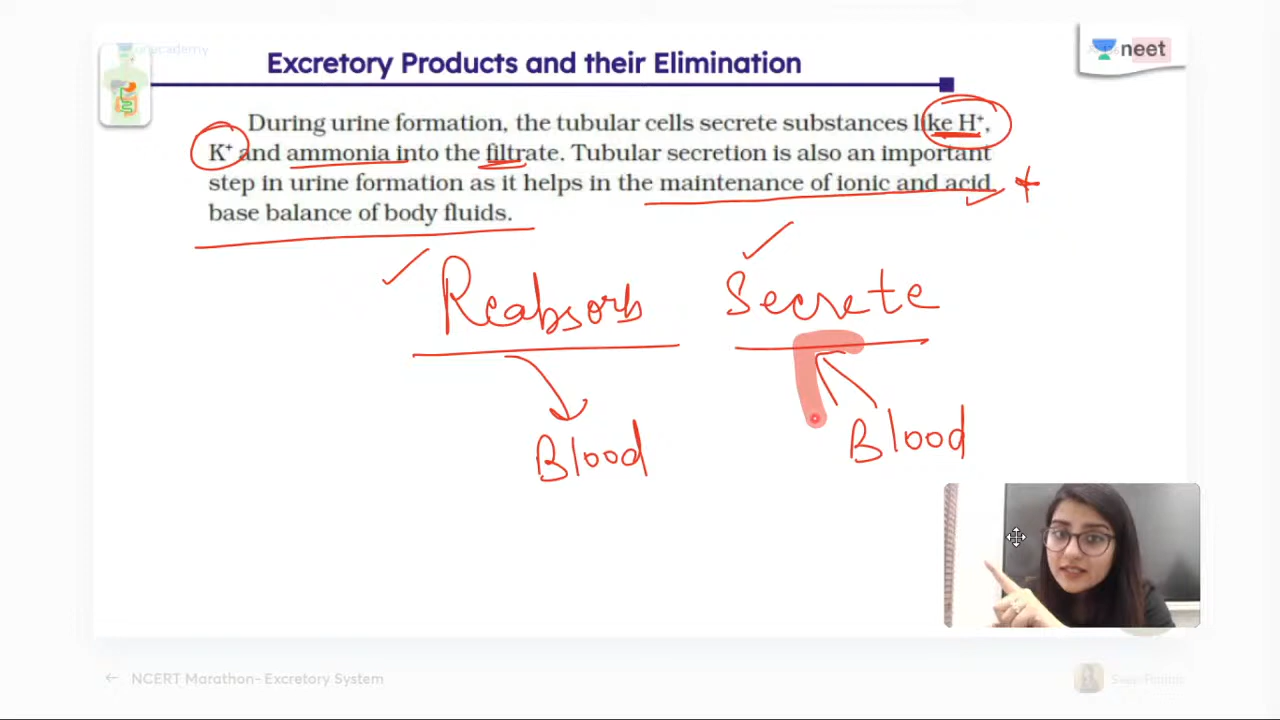 unacademy
Excretory Products and their Elimination
neet
During urine formation, the tubular cells secrete substances like H⁺,
K⁺ and ammonia into the filtrate. Tubular secretion is also an important
step in urine formation as it helps in the maintenance of ionic and acid
base balance of body fluids.
Reabsorb Secrete
Blood Blood
← NCERT Marathon- Excretory System